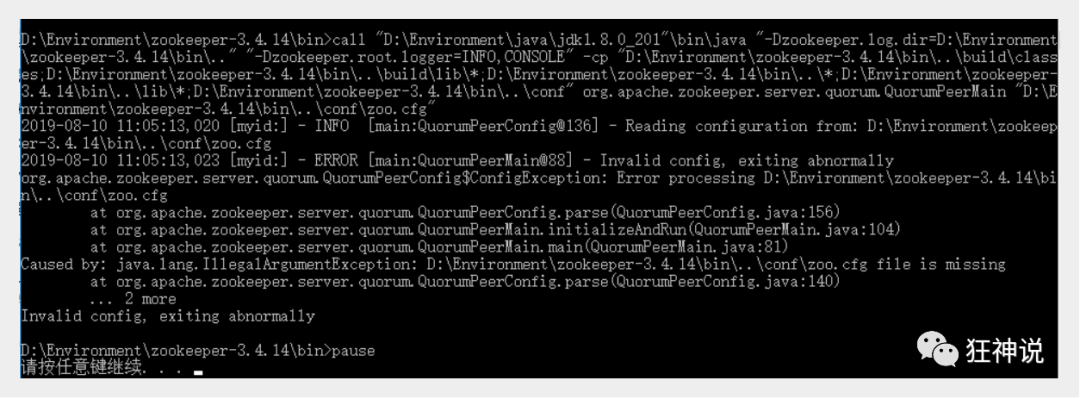 D:\Environment\zookeeper-3.4.14\bin>call "D:\Environment\java\jdk1.8.0_201"\bin\java "-Dzookeeper.log.dir=D:\Environment
\zookeeper-3.4.14\bin\.." "-Dzookeeper.root.logger=INFO,CONSOLE" -cp "D:\Environment\zookeeper-3.4.14\bin\..\build\class
es;D:\Environment\zookeeper-3.4.14\bin\..\build\lib\*;D:\Environment\zookeeper-3.4.14\bin\..\*;D:\Environment\zookeeper-
3.4.14\bin\..\lib\*;D:\Environment\zookeeper-3.4.14\bin\..\conf" org.apache.zookeeper.server.quorum.QuorumPeerMain "D:\E
nvironment\zookeeper-3.4.14\bin\..\conf\zoo.cfg"
2019-08-10 11:05:13,020 [myid:] - INFO  [main:QuorumPeerConfig@136] - Reading configuration from: D:\Environment\zookeep
er-3.4.14\bin\..\conf\zoo.cfg
2019-08-10 11:05:13,023 [myid:] - ERROR [main:QuorumPeerMain@88] - Invalid config, exiting abnormally
org.apache.zookeeper.server.quorum.QuorumPeerConfig$ConfigException: Error processing D:\Environment\zookeeper-3.4.14\bi
n\..\conf\zoo.cfg
        at org.apache.zookeeper.server.quorum.QuorumPeerConfig.parse(QuorumPeerConfig.java:156)
        at org.apache.zookeeper.server.quorum.QuorumPeerMain.initializeAndRun(QuorumPeerMain.java:104)
        at org.apache.zookeeper.server.quorum.QuorumPeerMain.main(QuorumPeerMain.java:81)
Caused by: java.lang.IllegalArgumentException: D:\Environment\zookeeper-3.4.14\bin\..\conf\zoo.cfg file is missing
        at org.apache.zookeeper.server.quorum.QuorumPeerConfig.parse(QuorumPeerConfig.java:140)
        ... 2 more
Invalid config, exiting abnormally
D:\Environment\zookeeper-3.4.14\bin>pause
请按任意键继续. . .
狂神说